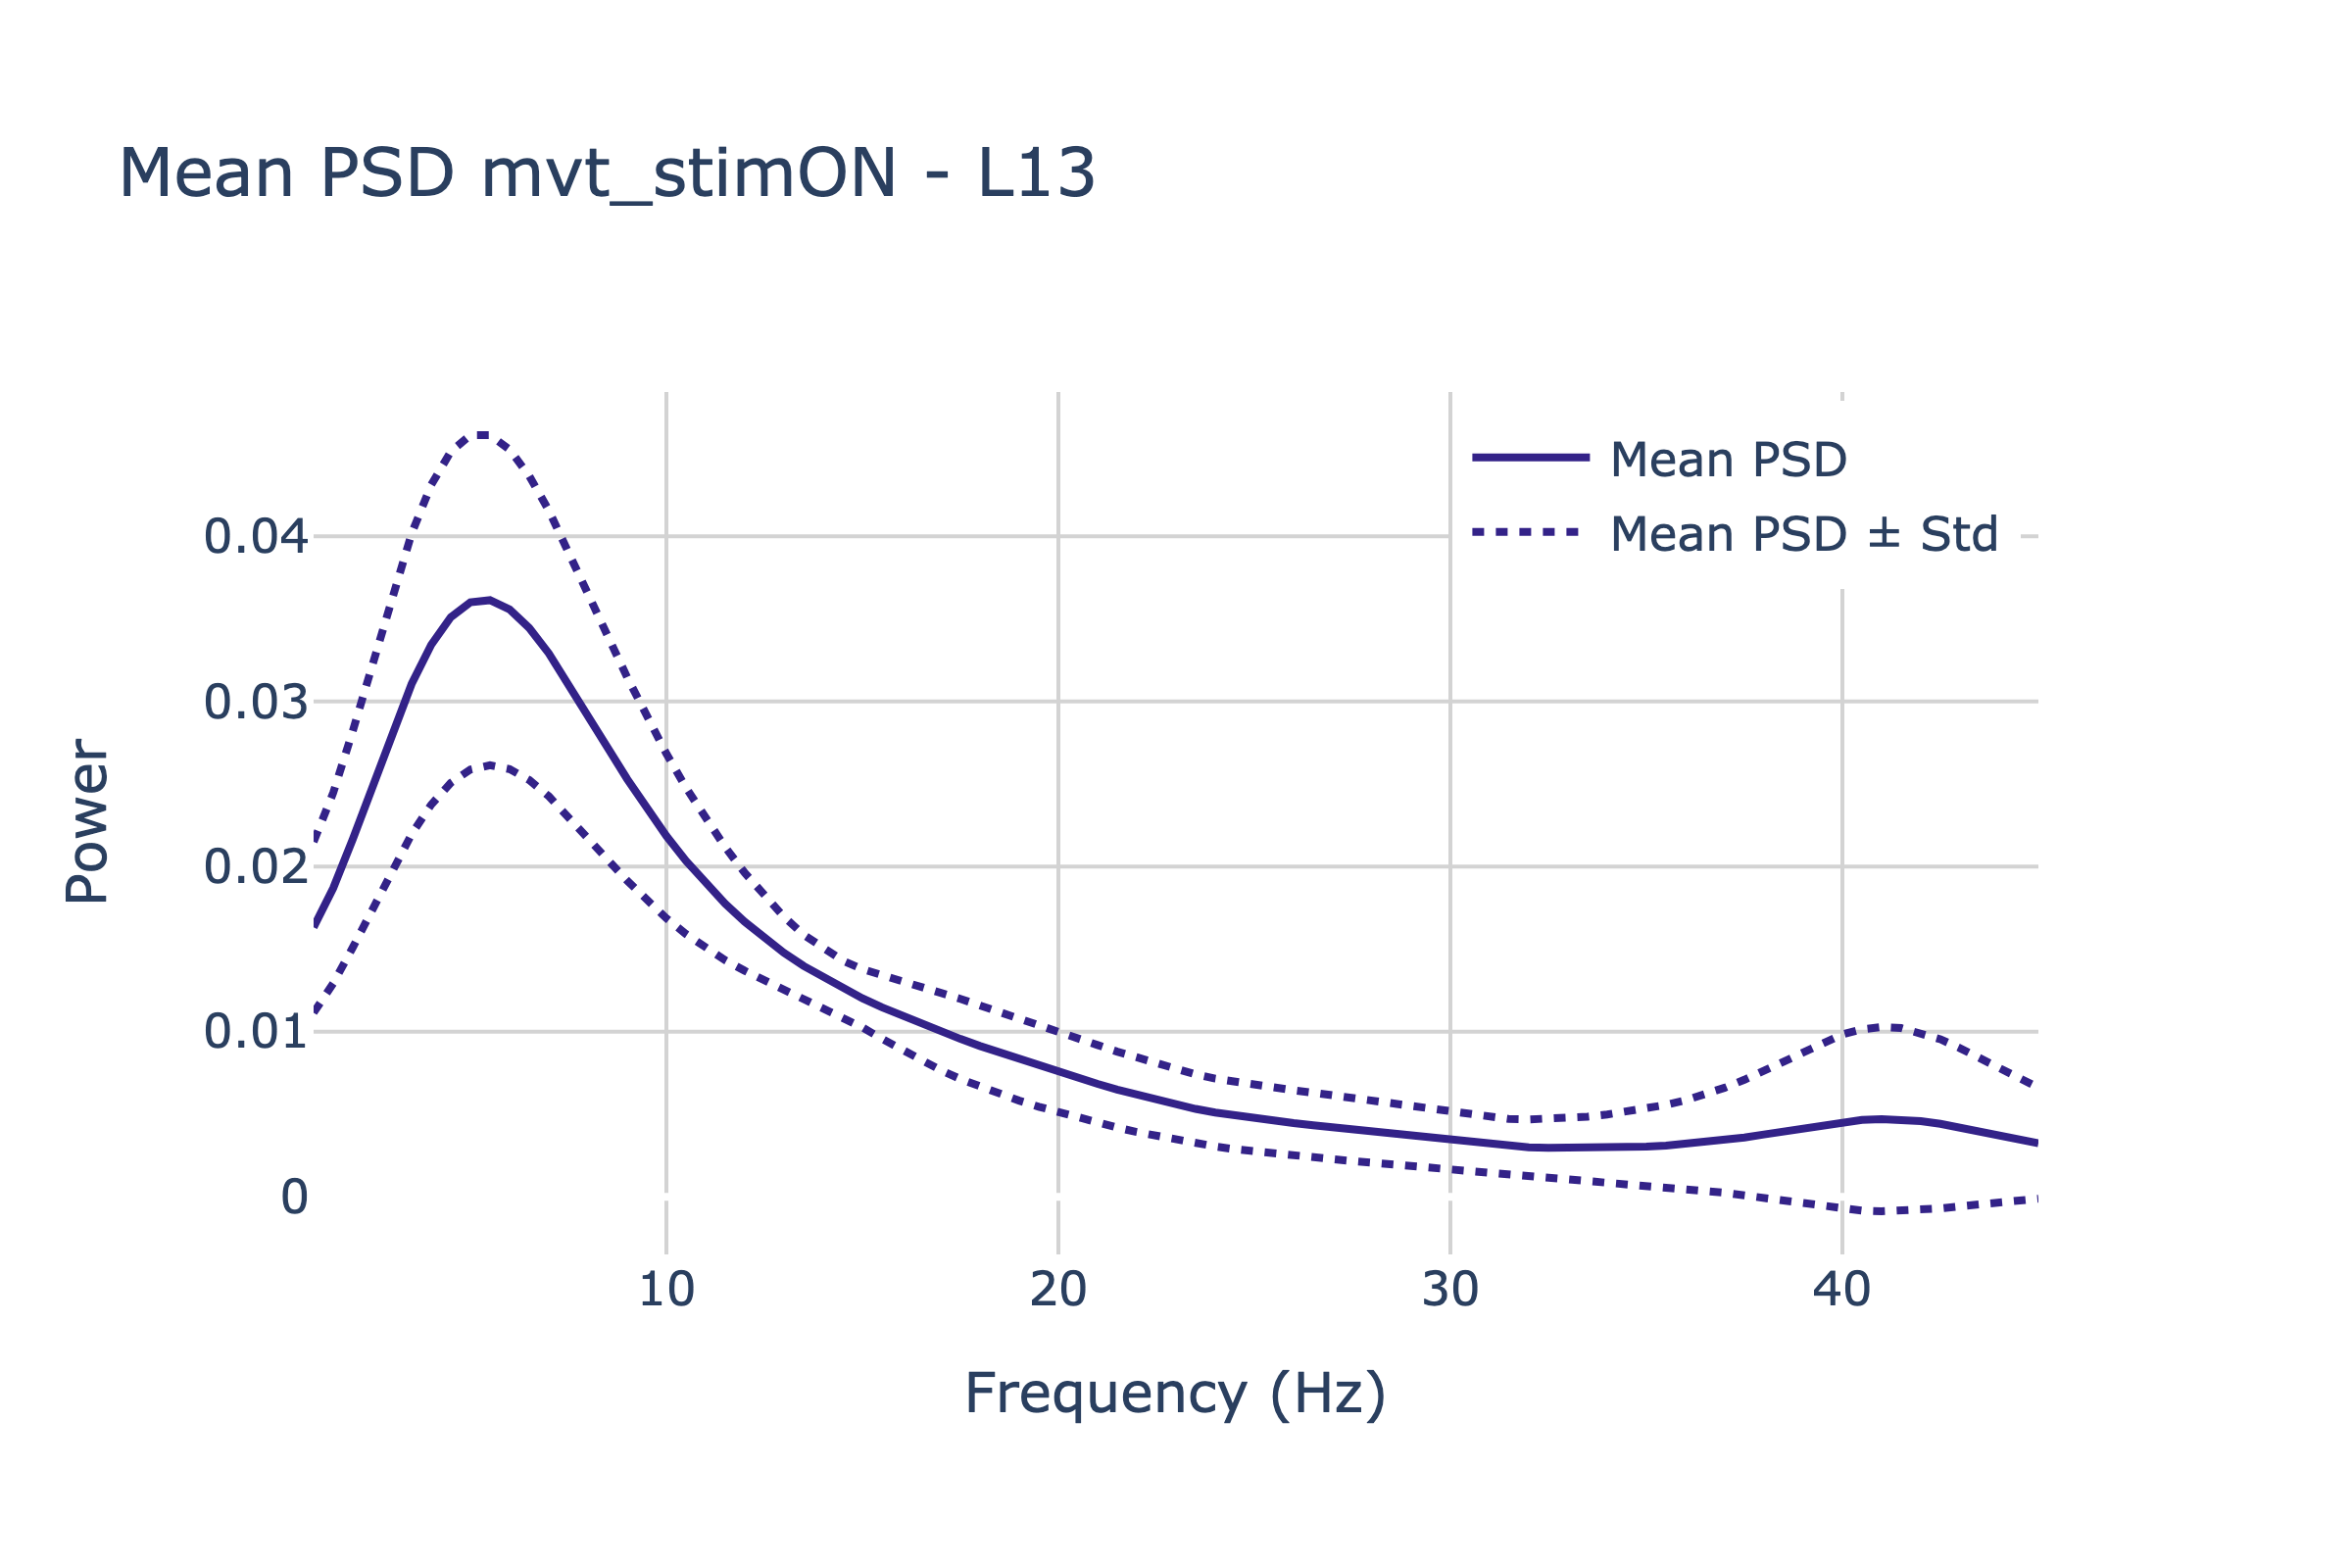 Mean PSD mvt_stimON - L13
Mean PSD
Mean PSD ± Std
Power
0.04
0.03
0.02
0.01
0
10
20
30
40
Frequency (Hz)